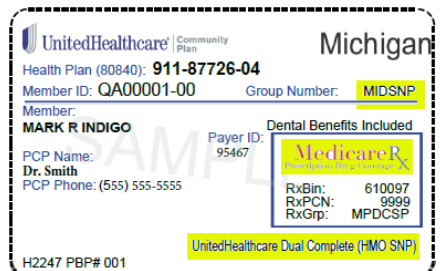 UnitedHealthcare Community Plan Michigan
Health Plan (80840): 911-87726-04
Member ID: QA00001-00 Group Number: MIDSNP
Member:
MARK R INDIGO
Dental Benefits Included
Payer ID:
95467
PCP Name:
Dr. Smith
PCP Phone: (555) 555-5555
MedicareRx
Prescription Drug Coverage
RxBin: 610097
RxPCN: 9999
RxGrp: MPDCSP
SAMPLE
UnitedHealthcare Dual Complete (HMO SNP)
H2247 PBP# 001